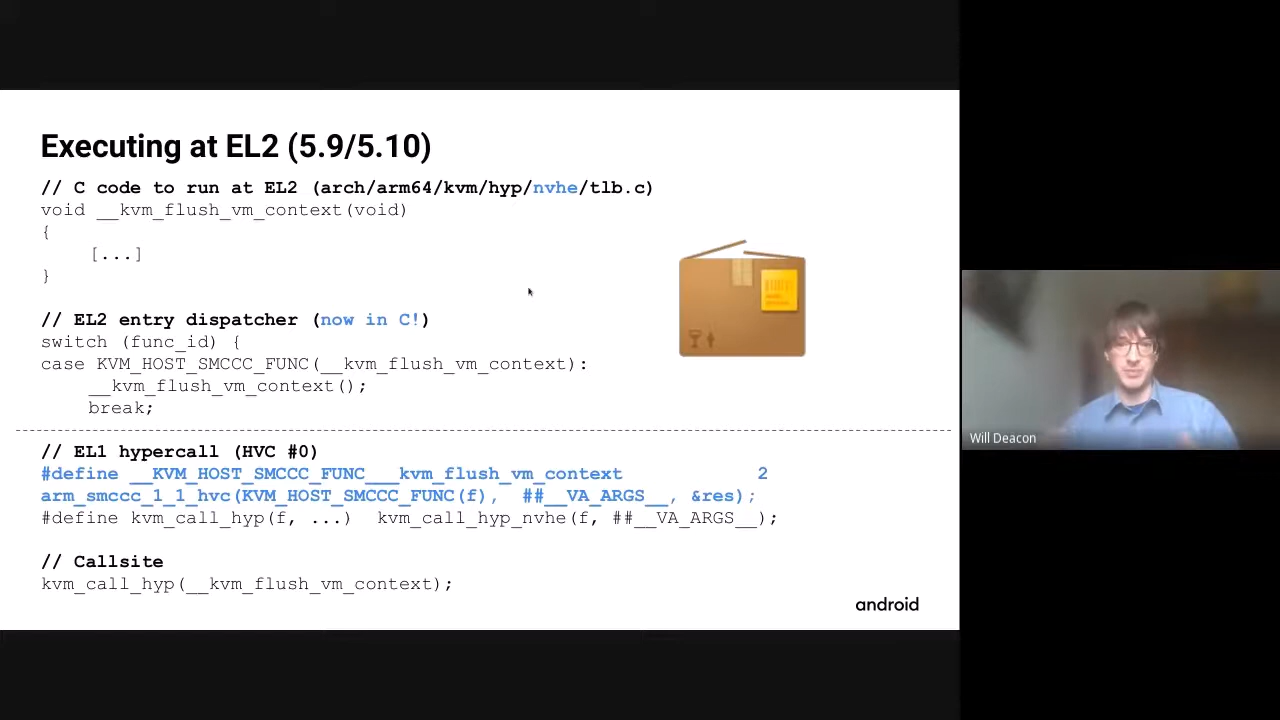 Executing at EL2 (5.9/5.10)
// C code to run at EL2 (arch/arm64/kvm/hyp/nvhe/tlb.c)
void __kvm_flush_vm_context(void)
{
[...]
}
// EL2 entry dispatcher (now in C!)
switch (func_id) {
case KVM_HOST_SMCCC_FUNC(__kvm_flush_vm_context):
__kvm_flush_vm_context();
break;
// EL1 hypercall (HVC #0)
#define __KVM_HOST_SMCCC_FUNC___kvm_flush_vm_context 2
arm_smccc_1_1_hvc(KVM_HOST_SMCCC_FUNC(f), ##__VA_ARGS__, &res);
#define kvm_call_hyp(f, ...) kvm_call_hyp_nvhe(f, ##__VA_ARGS__);
// Callsite
kvm_call_hyp(__kvm_flush_vm_context);
android
Will Deacon